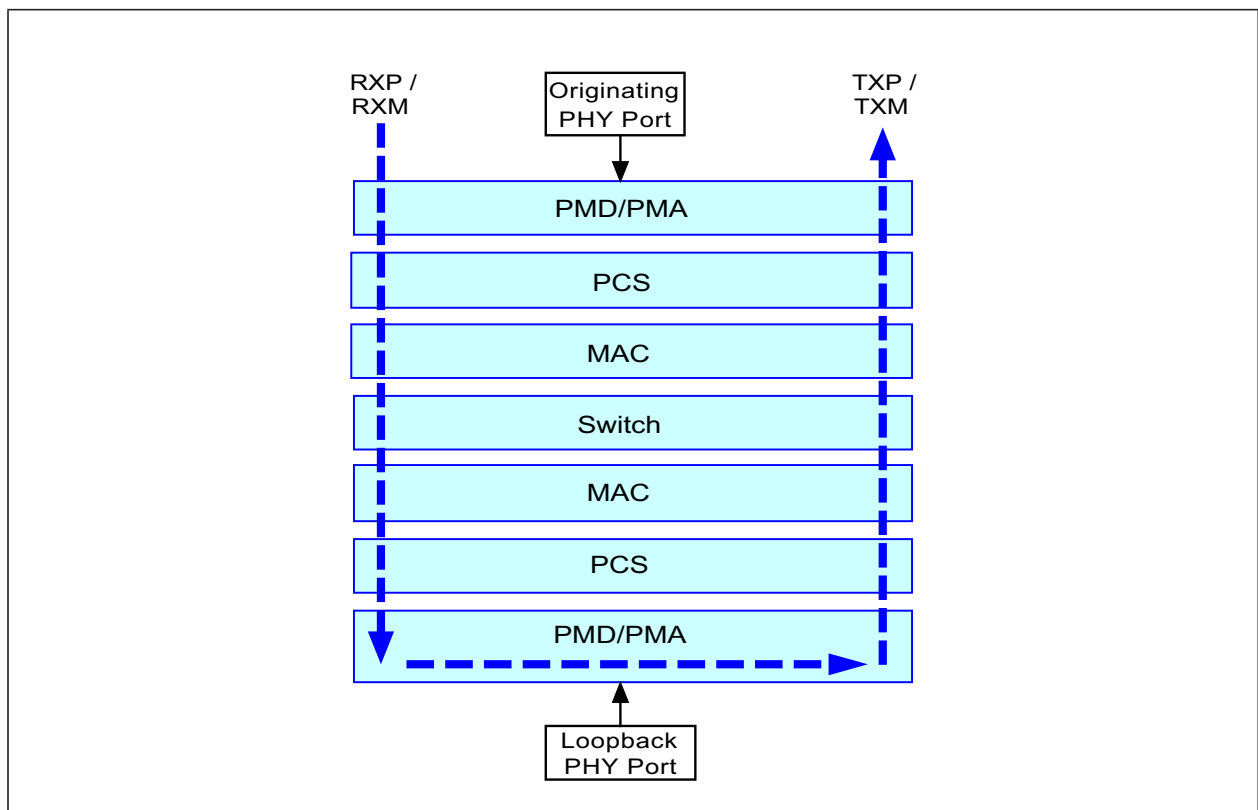 RXP /
RXM
Originating
PHY Port
TXP /
TXM
PMD/PMA
PCS
MAC
Switch
MAC
PCS
PMD/PMA
Loopback
PHY Port